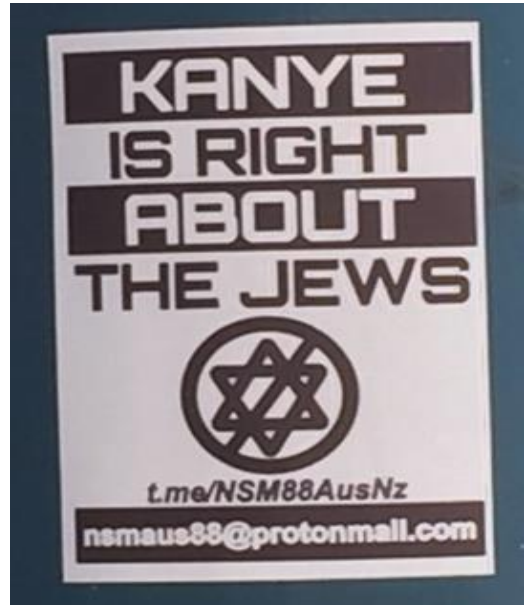 KANYE
IS RIGHT
ABOUT
THE JEWS
t.me/NSM88AusNz
nsmaus88@protonmail.com